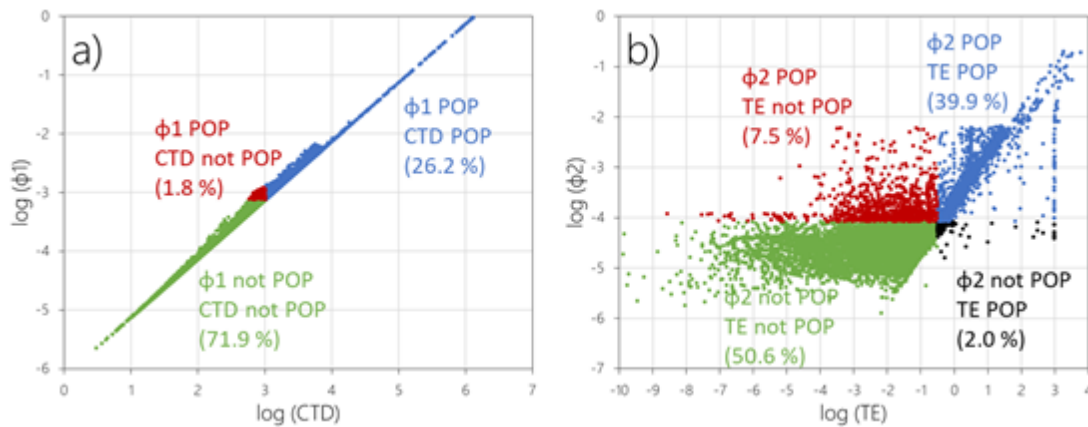 a)
0
-1
-2
-3
-4
-5
-6
log (ϕ1)
ϕ1 POP
CTD not POP
(1.8 %)
ϕ1 POP
CTD POP
(26.2 %)
ϕ1 not POP
CTD not POP
(71.9 %)
0 1 2 3 4 5 6 7
log (CTD)
b)
0
-1
-2
-3
-4
-5
-6
-7
log (ϕ2)
ϕ2 POP
TE not POP
(7.5 %)
ϕ2 POP
TE POP
(39.9 %)
ϕ2 not POP
TE not POP
(50.6 %)
ϕ2 not POP
TE POP
(2.0 %)
-10 -9 -8 -7 -6 -5 -4 -3 -2 -1 0 1 2 3 4
log (TE)